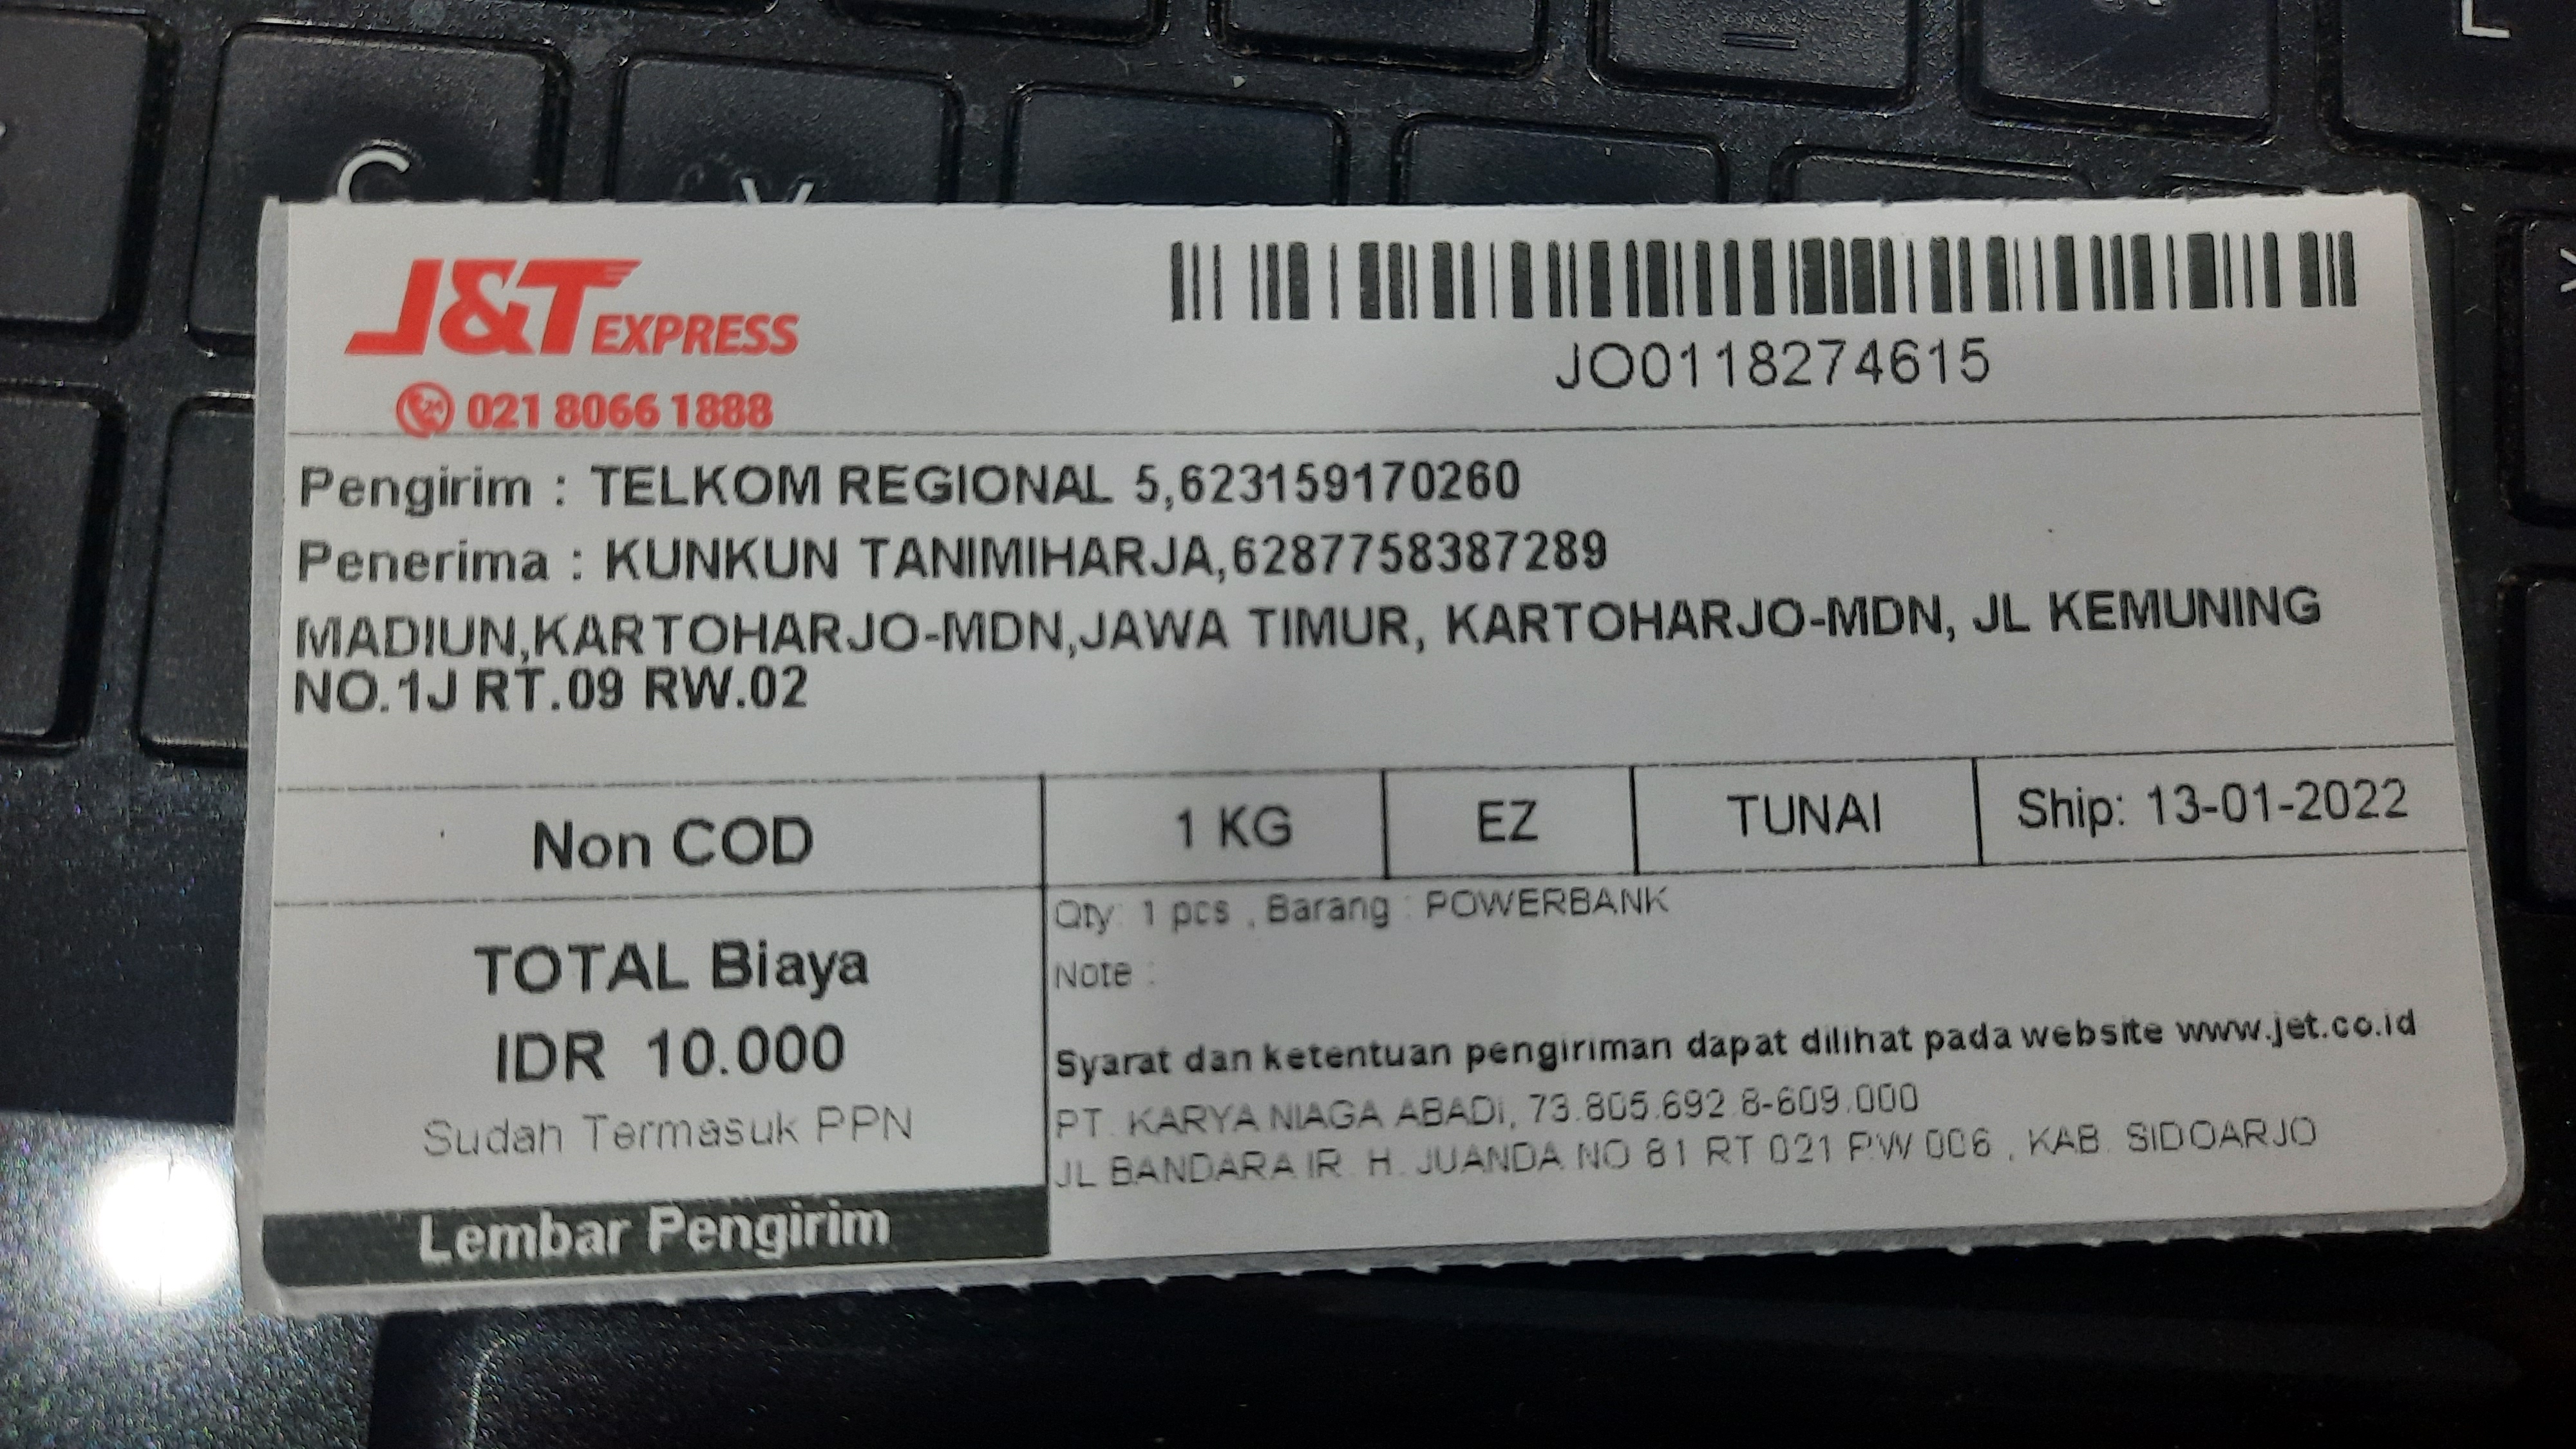 J&T EXPRESS
021 8066 1888
JO0118274615
Pengirim : TELKOM REGIONAL 5,623159170260
Penerima : KUNKUN TANIMIHARJA,6287758387289
MADIUN,KARTOHARJO-MDN,JAWA TIMUR, KARTOHARJO-MDN, JL KEMUNING
NO.1J RT.09 RW.02
Non COD
1 KG
EZ
TUNAI
Ship: 13-01-2022
TOTAL Biaya
IDR 10.000
Sudah Termasuk PPN
Lembar Pengirim
Qty: 1 pcs , Barang : POWERBANK
Note :
Syarat dan ketentuan pengiriman dapat dilihat pada website www.jet.co.id
PT. KARYA NIAGA ABADI, 73.805.692.8-609.000
JL BANDARA IR. H. JUANDA NO 81 RT 021 RW 006 , KAB. SIDOARJO
C
V
L